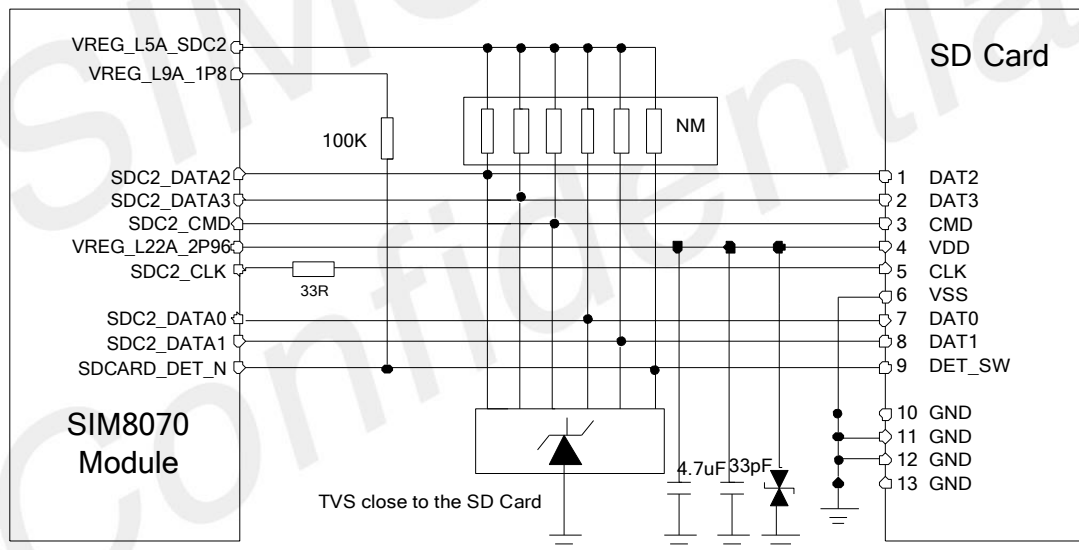 SIMC
Confidential
VREG_L5A_SDC2
VREG_L9A_1P8
SD Card
100K
NM
SDC2_DATA2
SDC2_DATA3
SDC2_CMD
VREG_L22A_2P96
SDC2_CLK
33R
SDC2_DATA0
SDC2_DATA1
SDCARD_DET_N
1 DAT2
2 DAT3
3 CMD
4 VDD
5 CLK
6 VSS
7 DAT0
8 DAT1
9 DET_SW
10 GND
11 GND
12 GND
13 GND
SIM8070
Module
4.7uF
33pF
TVS close to the SD Card